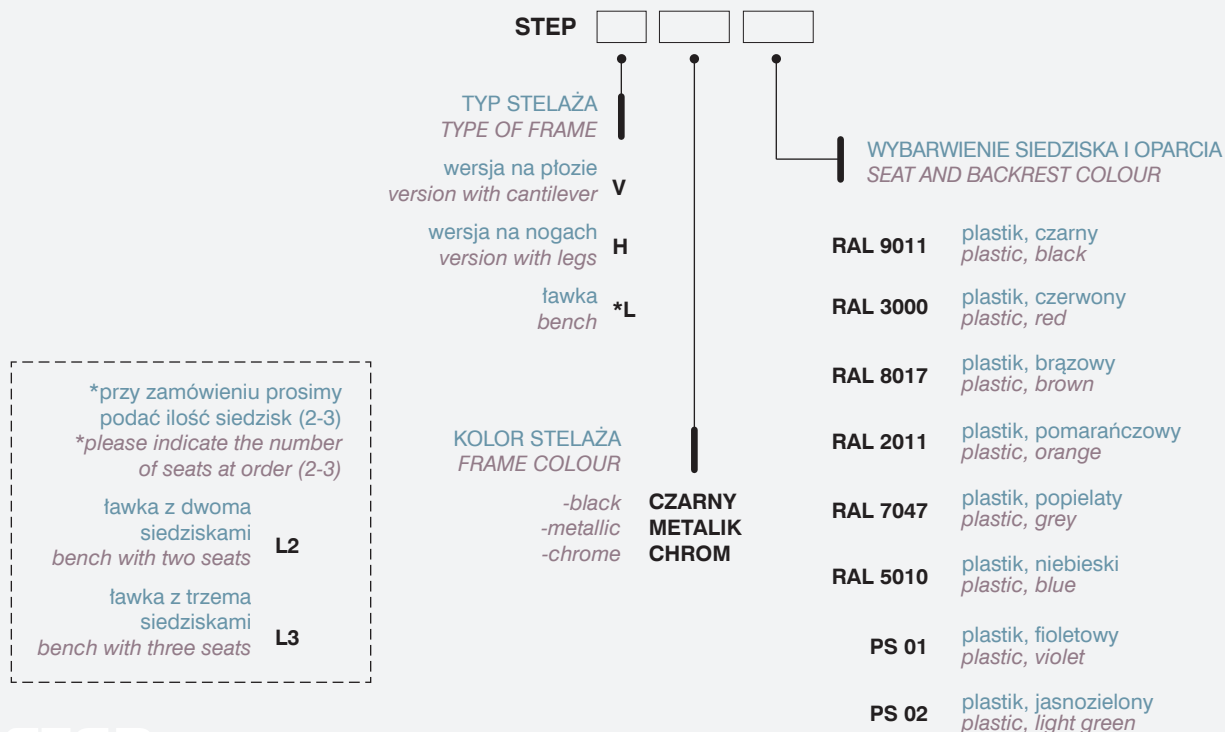 STEP
TYP STELAŻA
TYPE OF FRAME
wersja na płozie
version with cantilever
V
wersja na nogach
version with legs
H
ławka
bench
*L
*przy zamówieniu prosimy
podać ilość siedzisk (2-3)
*please indicate the number
of seats at order (2-3)
ławka z dwoma
siedziskami
bench with two seats
L2
ławka z trzema
siedziskami
bench with three seats
L3
KOLOR STELAŻA
FRAME COLOUR
-black CZARNY
-metallic METALIK
-chrome CHROM
WYBARWIENIE SIEDZISKA I OPARCIA
SEAT AND BACKREST COLOUR
RAL 9011
plastik, czarny
plastic, black
RAL 3000
plastik, czerwony
plastic, red
RAL 8017
plastik, brązowy
plastic, brown
RAL 2011
plastik, pomarańczowy
plastic, orange
RAL 7047
plastik, popielaty
plastic, grey
RAL 5010
plastik, niebieski
plastic, blue
PS 01
plastik, fioletowy
plastic, violet
PS 02
plastik, jasnozielony
plastic, light green